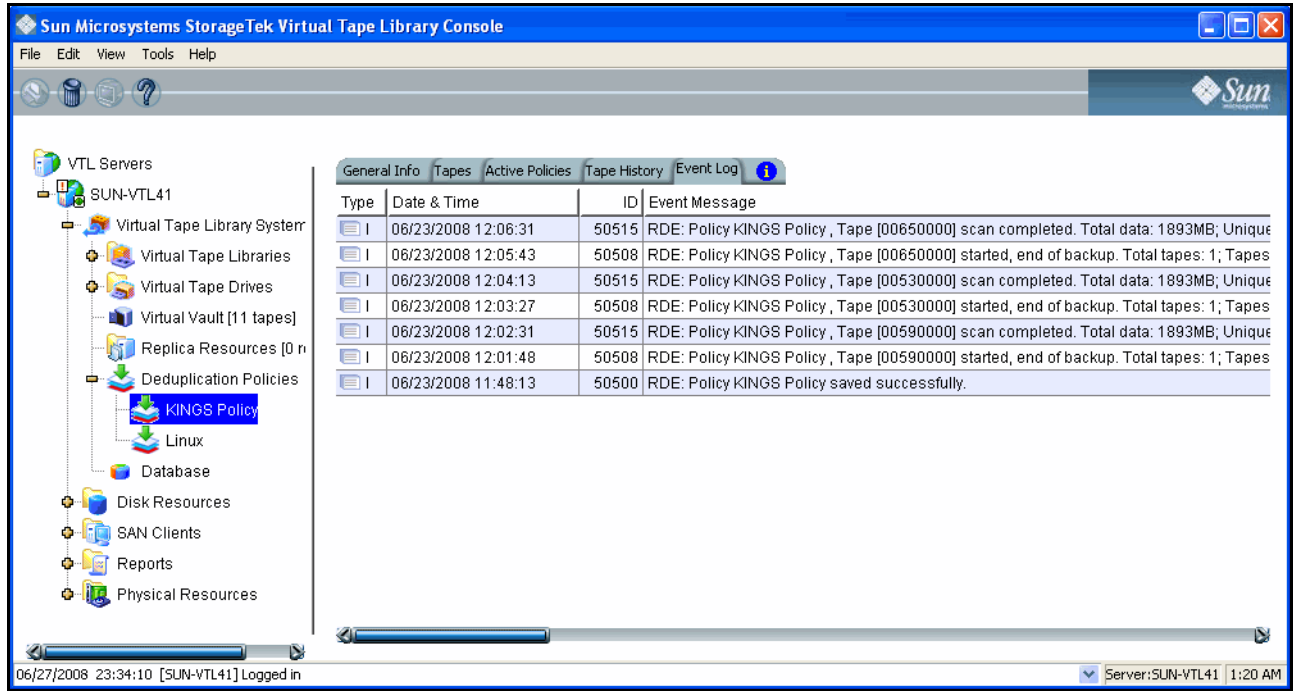 Sun Microsystems StorageTek Virtual Tape Library Console
File Edit View Tools Help
Sun
microsystems
VTL Servers
SUN-VTL41
Virtual Tape Library System
Virtual Tape Libraries
Virtual Tape Drives
Virtual Vault [11 tapes]
Replica Resources [0 r
Deduplication Policies
KINGS Policy
Linux
Database
Disk Resources
SAN Clients
Reports
Physical Resources
General Info Tapes Active Policies Tape History Event Log
Type Date & Time ID Event Message
I 06/23/2008 12:06:31 50515 RDE: Policy KINGS Policy , Tape [00650000] scan completed. Total data: 1893MB; Unique
I 06/23/2008 12:05:43 50508 RDE: Policy KINGS Policy , Tape [00650000] started, end of backup. Total tapes: 1; Tapes
I 06/23/2008 12:04:13 50515 RDE: Policy KINGS Policy , Tape [00530000] scan completed. Total data: 1893MB; Unique
I 06/23/2008 12:03:27 50508 RDE: Policy KINGS Policy , Tape [00530000] started, end of backup. Total tapes: 1; Tapes
I 06/23/2008 12:02:31 50515 RDE: Policy KINGS Policy , Tape [00590000] scan completed. Total data: 1893MB; Unique
I 06/23/2008 12:01:48 50508 RDE: Policy KINGS Policy , Tape [00590000] started, end of backup. Total tapes: 1; Tapes
I 06/23/2008 11:48:13 50500 RDE: Policy KINGS Policy saved successfully.
06/27/2008 23:34:10 [SUN-VTL41] Logged in
Server:SUN-VTL41 1:20 AM